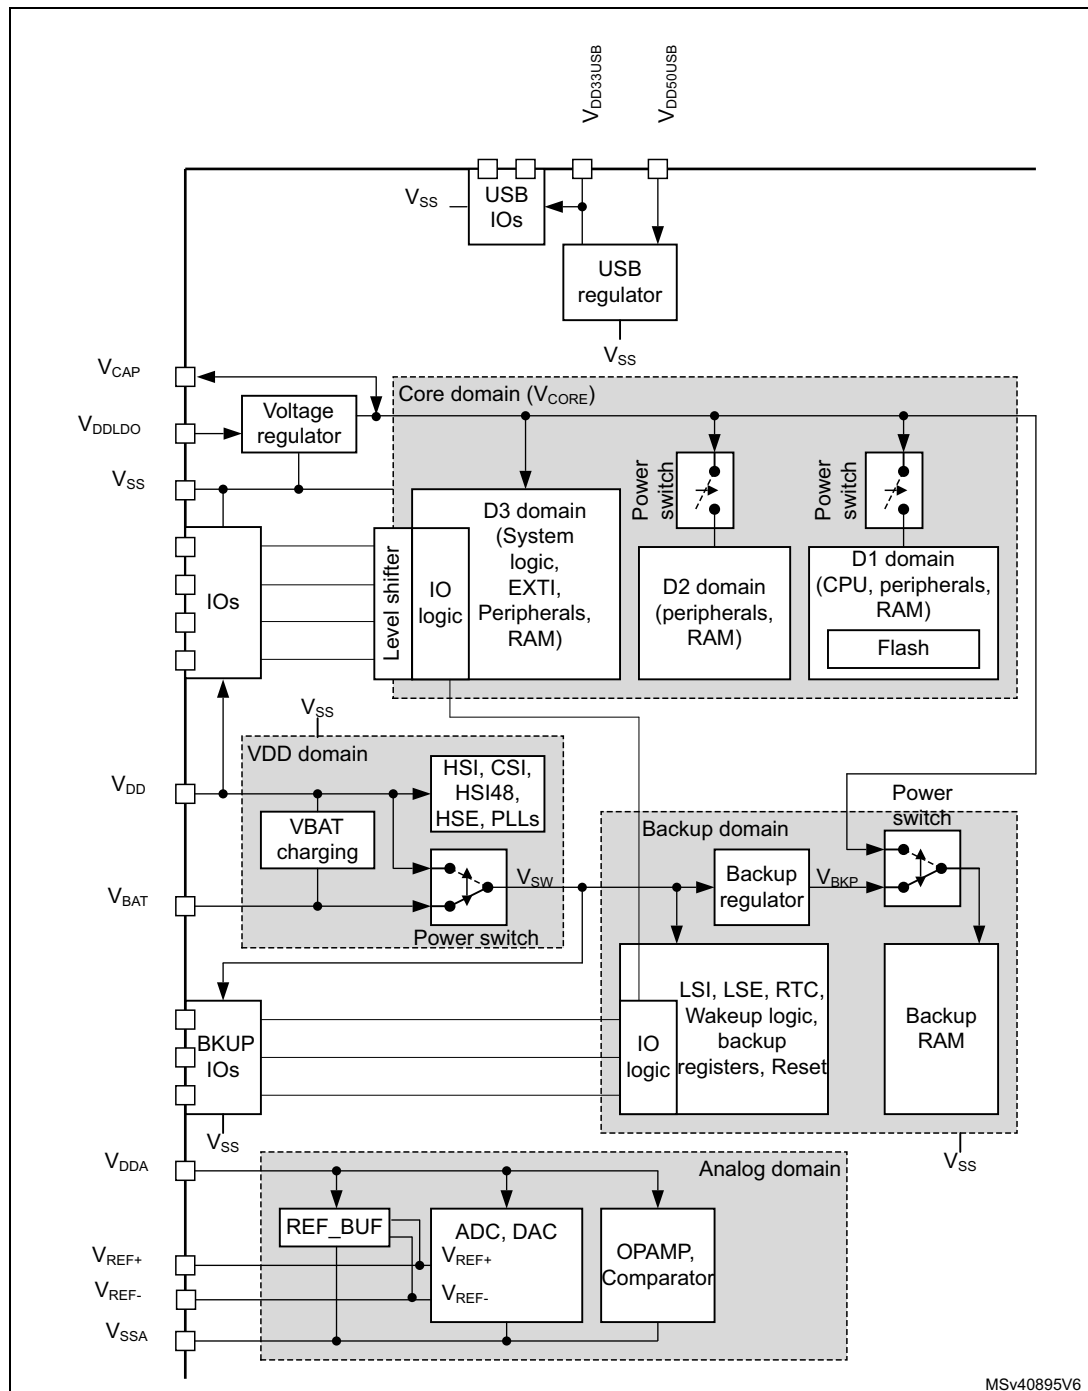 VDD33USB
VDD50USB
VSS
USB
IOs
USB
regulator
VSS
VCAP
Core domain (VCORE)
Voltage
regulator
VDDLDO
VSS
Power
switch
Power
switch
D3 domain
(System
logic,
EXTI,
Peripherals,
RAM)
IOs
Level shifter
IO
logic
D2 domain
(peripherals,
RAM)
D1 domain
(CPU, peripherals,
RAM)
Flash
VSS
VDD domain
VDD
HSI, CSI,
HSI48,
HSE, PLLs
VBAT
charging
VBAT
VSW
Power switch
Backup domain
Power
switch
Backup
regulator
VBKP
BKUP
IOs
VSS
IO
logic
LSI, LSE, RTC,
Wakeup logic,
backup
registers, Reset
Backup
RAM
VSS
VDDA
Analog domain
REF_BUF
ADC, DAC
VREF+
VREF-
OPAMP,
Comparator
VREF+
VREF-
VSSA
MSv40895V6